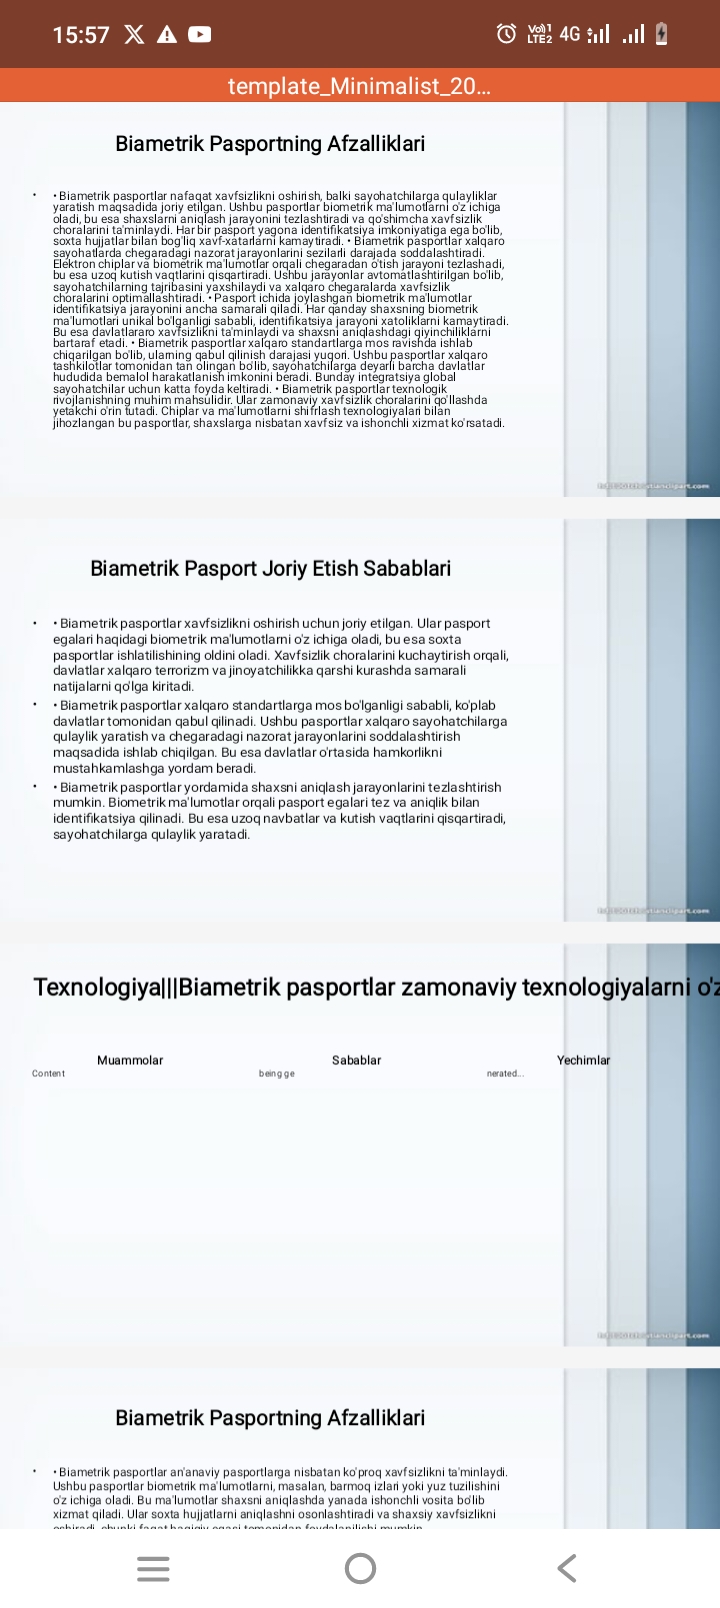 15:57
Vo)) 1
LTE2 4G
template_Minimalist_20...
Biametrik Pasportning Afzalliklari
• • Biametrik pasportlar nafaqat xavfsizlikni oshirish, balki sayohatchilarga qulayliklar
yaratish maqsadida joriy etilgan. Ushbu pasportlar biometrik ma'lumotlarni o'z ichiga
oladi, bu esa shaxslarni aniqlash jarayonini tezlashtiradi va qo'shimcha xavfsizlik
choralarini ta'minlaydi. Har bir pasport yagona identifikatsiya imkoniyatiga ega bo'lib,
soxta hujjatlar bilan bog'liq xavf-xatarlarni kamaytiradi. • Biametrik pasportlar xalqaro
sayohatlarda chegaradagi nazorat jarayonlarini sezilarli darajada soddalashtiradi.
Elektron chiplar va biometrik ma'lumotlar orqali chegaradan o'tish jarayoni tezlashadi,
bu esa uzoq kutish vaqtlarini qisqartiradi. Ushbu jarayonlar avtomatlashtirilgan bo'lib,
sayohatchilarning tajribasini yaxshilaydi va xalqaro chegaralarda xavfsizlik
choralarini optimallashtiradi. • Pasport ichida joylashgan biometrik ma'lumotlar
identifikatsiya jarayonini ancha samarali qiladi. Har qanday shaxsning biometrik
ma'lumotlari unikal bo'lganligi sababli, identifikatsiya jarayoni xatoliklarni kamaytiradi.
Bu esa davlatlararo xavfsizlikni ta'minlaydi va shaxsni aniqlashdagi qiyinchiliklarni
bartaraf etadi. • Biametrik pasportlar xalqaro standartlarga mos ravishda ishlab
chiqarilgan bo'lib, ularning qabul qilinish darajasi yuqori. Ushbu pasportlar xalqaro
tashkilotlar tomonidan tan olingan bo'lib, sayohatchilarga deyarli barcha davlatlar
hududida bemalol harakatlanish imkonini beradi. Bunday integratsiya global
sayohatchilar uchun katta foyda keltiradi. • Biametrik pasportlar texnologik
rivojlanishning muhim mahsulidir. Ular zamonaviy xavfsizlik choralarini qo'llashda
yetakchi o'rin tutadi. Chiplar va ma'lumotlarni shifrlash texnologiyalari bilan
jihozlangan bu pasportlar, shaxslarga nisbatan xavfsiz va ishonchli xizmat ko'rsatadi.
Biametrik Pasport Joriy Etish Sabablari
• • Biametrik pasportlar xavfsizlikni oshirish uchun joriy etilgan. Ular pasport
egalari haqidagi biometrik ma'lumotlarni o'z ichiga oladi, bu esa soxta
pasportlar ishlatilishining oldini oladi. Xavfsizlik choralarini kuchaytirish orqali,
davlatlar xalqaro terrorizm va jinoyatchilikka qarshi kurashda samarali
natijalarni qo'lga kiritadi.
• • Biametrik pasportlar xalqaro standartlarga mos bo'lganligi sababli, ko'plab
davlatlar tomonidan qabul qilinadi. Ushbu pasportlar xalqaro sayohatchilarga
qulaylik yaratish va chegaradagi nazorat jarayonlarini soddalashtirish
maqsadida ishlab chiqilgan. Bu esa davlatlar o'rtasida hamkorlikni
mustahkamlashga yordam beradi.
• • Biametrik pasportlar yordamida shaxsni aniqlash jarayonlarini tezlashtirish
mumkin. Biometrik ma'lumotlar orqali pasport egalari tez va aniqlik bilan
identifikatsiya qilinadi. Bu esa uzoq navbatlar va kutish vaqtlarini qisqartiradi,
sayohatchilarga qulaylik yaratadi.
Texnologiya|||Biametrik pasportlar zamonaviy texnologiyalarni o'z
Muammolar Sabablar Yechimlar
Content being ge nerated...
Biametrik Pasportning Afzalliklari
• • Biametrik pasportlar an'anaviy pasportlarga nisbatan ko'proq xavfsizlikni ta'minlaydi.
Ushbu pasportlar biometrik ma'lumotlarni, masalan, barmoq izlari yoki yuz tuzilishini
o'z ichiga oladi. Bu ma'lumotlar shaxsni aniqlashda yanada ishonchli vosita bo'lib
xizmat qiladi. Ular soxta hujjatlarni aniqlashni osonlashtiradi va shaxsiy xavfsizlikni